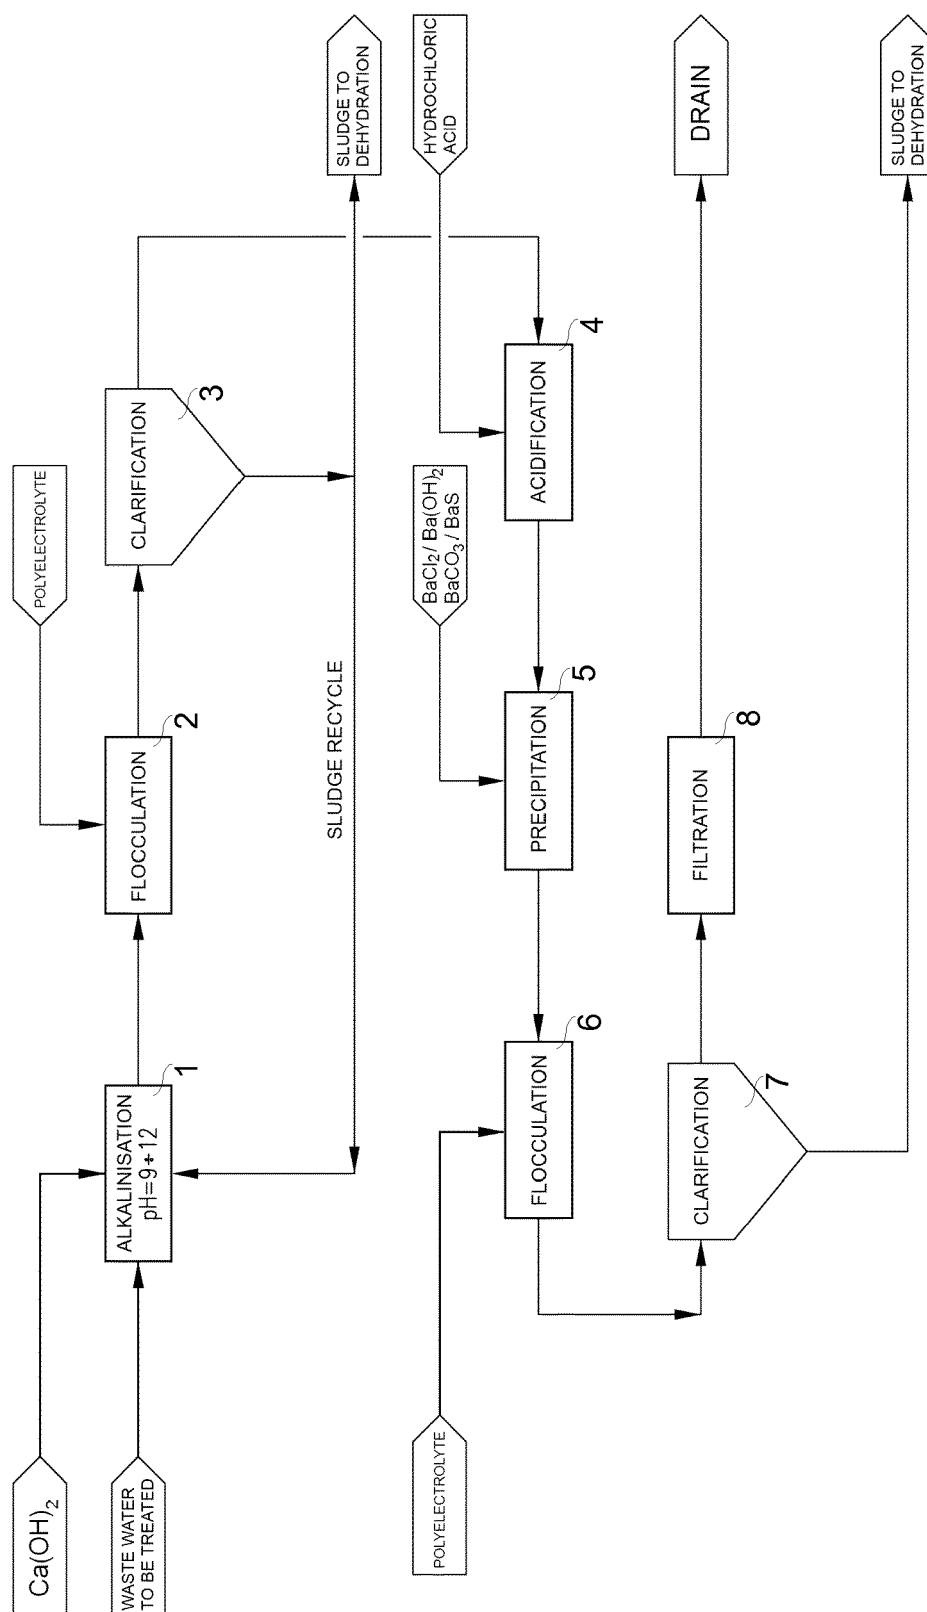 Ca(OH)2
WASTE WATER
TO BE TREATED
ALKALINISATION
pH=9÷12
1
POLYELECTROLYTE
FLOCCULATION
2
CLARIFICATION
3
SLUDGE RECYCLE
SLUDGE TO
DEHYDRATION
HYDROCHLORIC
ACID
ACIDIFICATION
4
BaCl2/ Ba(OH)2
BaCO3/ BaS
PRECIPITATION
5
POLYELECTROLYTE
FLOCCULATION
6
CLARIFICATION
7
FILTRATION
8
DRAIN
SLUDGE TO
DEHYDRATION